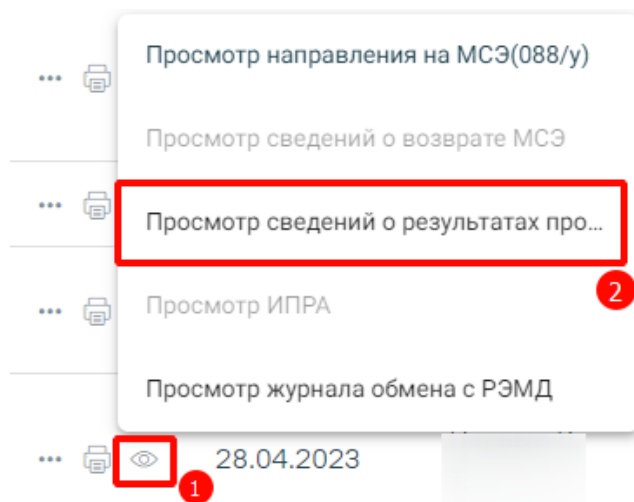 Просмотр направления на МСЭ(088/у)
Просмотр сведений о возврате МСЭ
Просмотр сведений о результатах про...
2
Просмотр ИПРА
Просмотр журнала обмена с РЭМД
28.04.2023
1